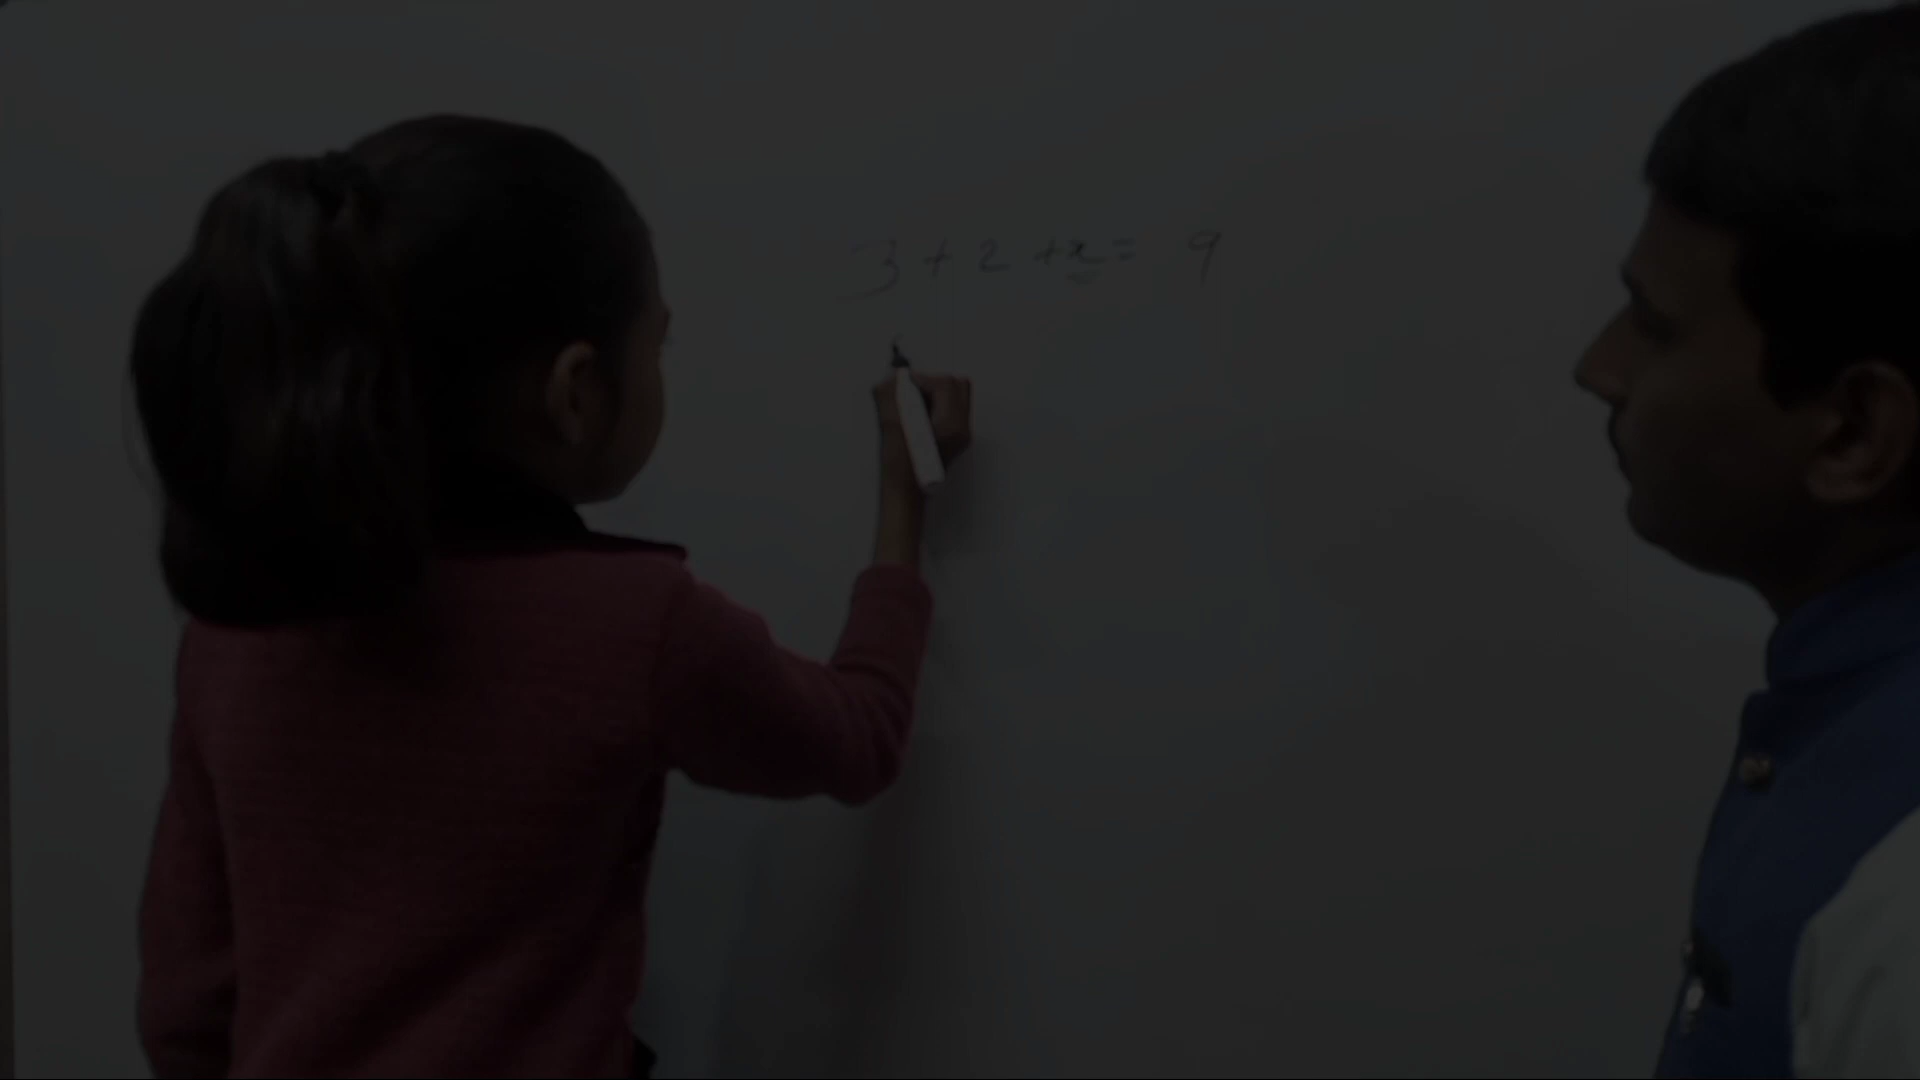 3 + 2 + x = 9